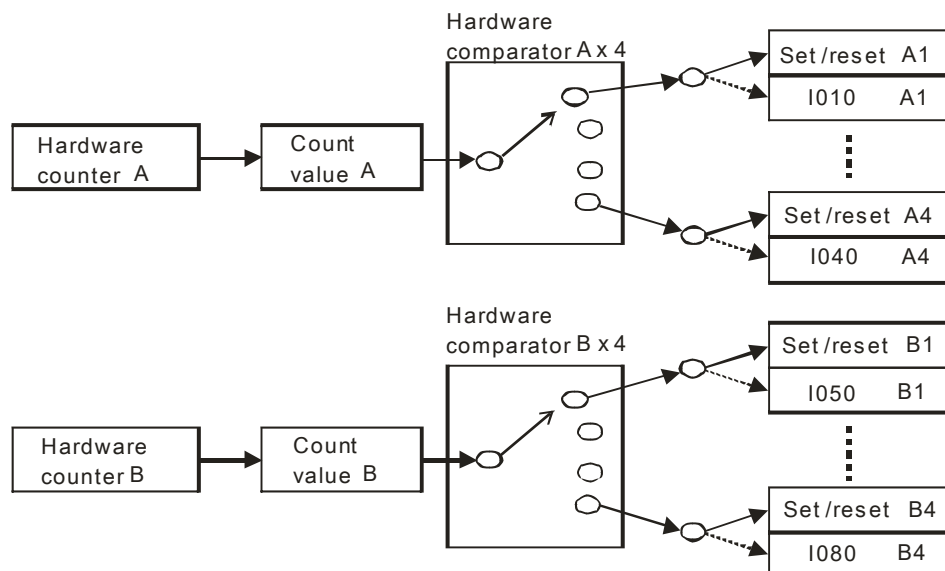 Hardware
comparator A x 4
Set/reset A1
I010 A1
Hardware
counter A
Count
value A
Set/reset A4
I040 A4
Hardware
comparator B x 4
Set/reset B1
I050 B1
Hardware
counter B
Count
value B
Set/reset B4
I080 B4